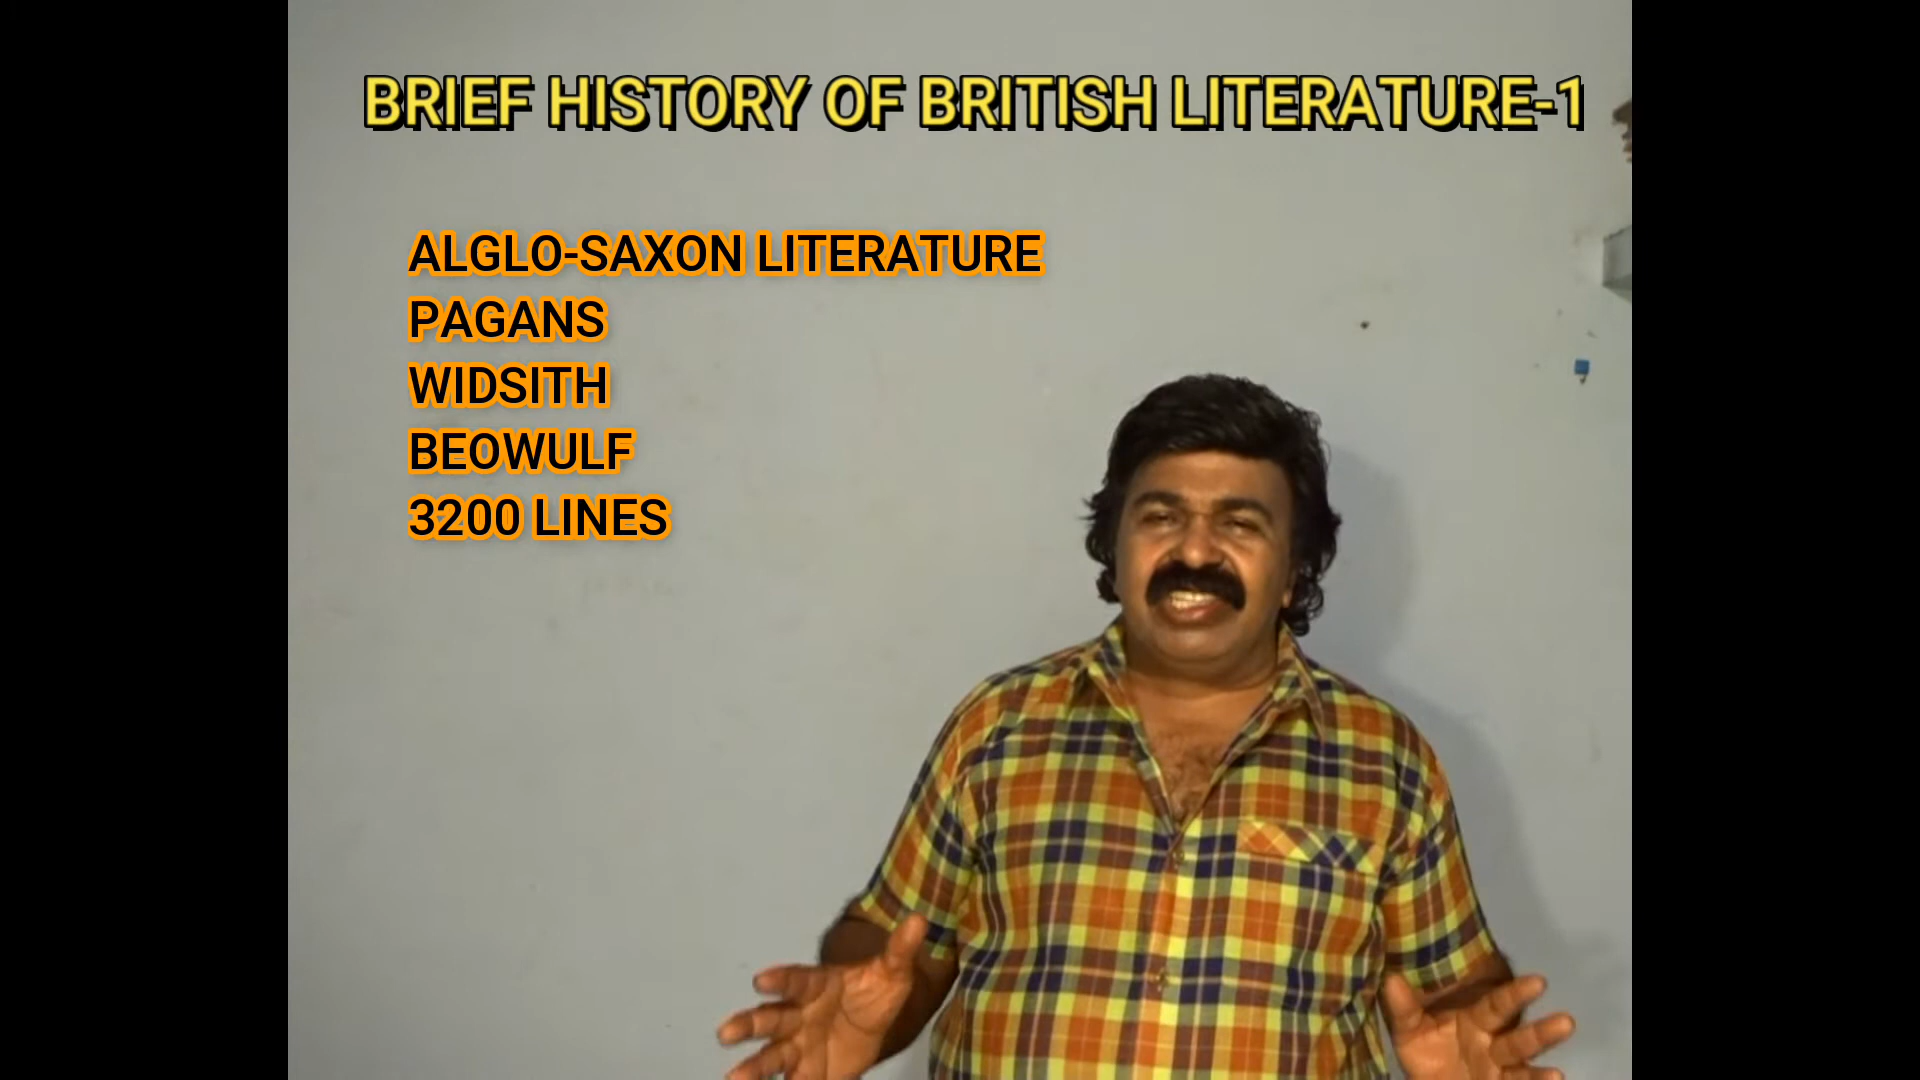 BRIEF HISTORY OF BRITISH LITERATURE-1
ALGLO-SAXON LITERATURE
PAGANS
WIDSITH
BEOWULF
3200 LINES